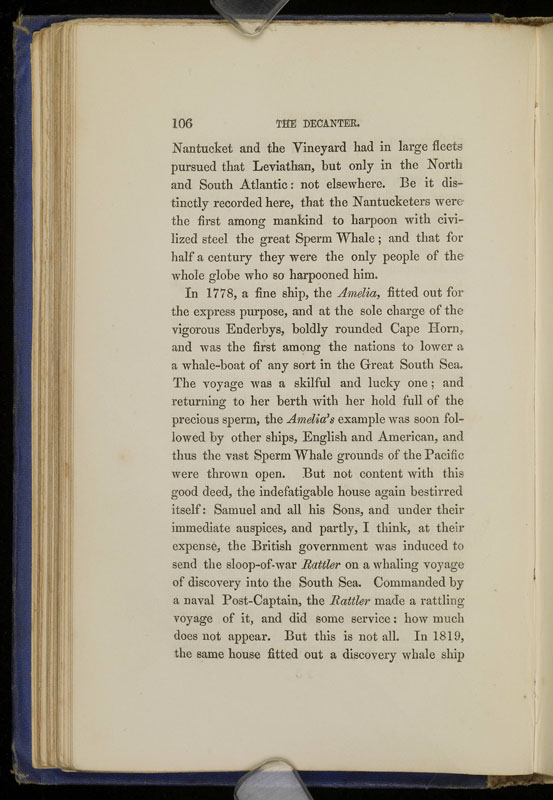 106 THE DECANTER.
Nantucket and the Vineyard had in large fleets
pursued that Leviathan, but only in the North
and South Atlantic: not elsewhere. Be it dis-
tinctly recorded here, that the Nantucketers were
the first among mankind to harpoon with civi-
lized steel the great Sperm Whale; and that for
half a century they were the only people of the
whole globe who so harpooned him.
In 1778, a fine ship, the Amelia, fitted out for
the express purpose, and at the sole charge of the
vigorous Enderbys, boldly rounded Cape Horn,
and was the first among the nations to lower a
a whale-boat of any sort in the Great South Sea.
The voyage was a skilful and lucky one; and
returning to her berth with her hold full of the
precious sperm, the Amelia's example was soon fol-
lowed by other ships, English and American, and
thus the vast Sperm Whale grounds of the Pacific
were thrown open. But not content with this
good deed, the indefatigable house again bestirred
itself: Samuel and all his Sons, and under their
immediate auspices, and partly, I think, at their
expense, the British government was induced to
send the sloop-of-war Rattler on a whaling voyage
of discovery into the South Sea. Commanded by
a naval Post-Captain, the Rattler made a rattling
voyage of it, and did some service: how much
does not appear. But this is not all. In 1819,
the same house fitted out a discovery whale ship